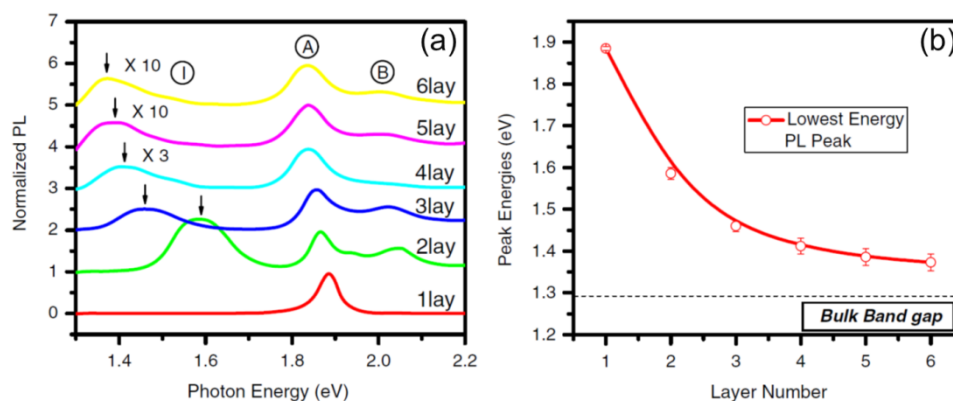 (a)
7
6
5
4
3
2
1
0
Normalized PL
X 10
I
A
B
6lay
X 10
5lay
X 3
4lay
3lay
2lay
1lay
1.4
1.6
1.8
2.0
2.2
Photon Energy (eV)
(b)
1.9
1.8
1.7
1.6
1.5
1.4
1.3
1.2
Peak Energies (eV)
Lowest Energy
PL Peak
Bulk Band gap
1
2
3
4
5
6
Layer Number